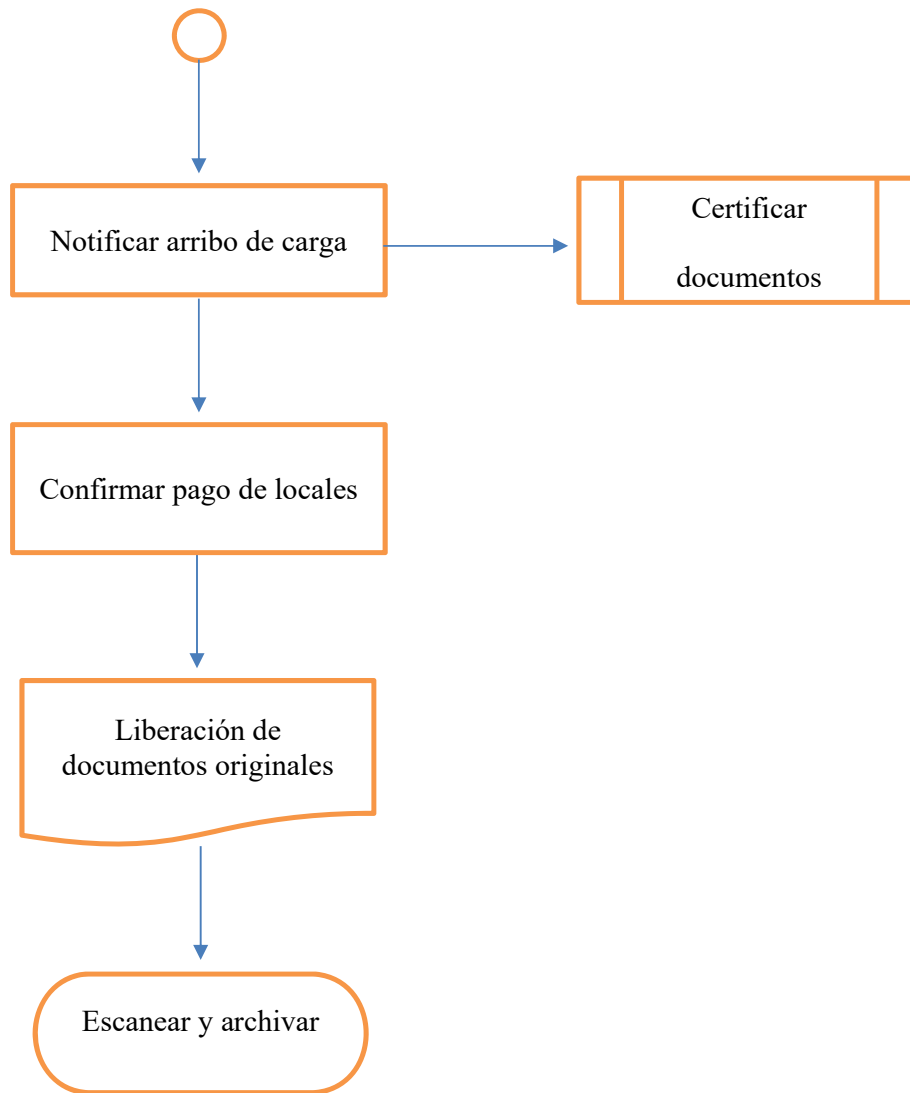 Notificar arribo de carga
Certificar
documentos
Confirmar pago de locales
Liberación de
documentos originales
Escanear y archivar